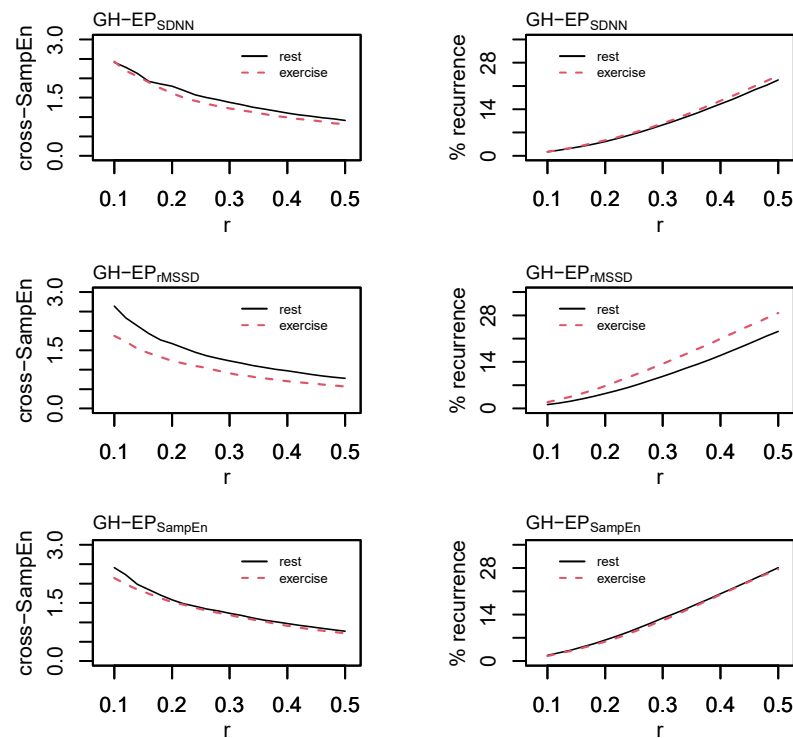 GH−EP_SDNN
cross−SampEn
0.0 1.5 3.0
rest
exercise
0.1 0.2 0.3 0.4 0.5
r
GH−EP_SDNN
% recurrence
0 14 28
rest
exercise
0.1 0.2 0.3 0.4 0.5
r
GH−EP_rMSSD
cross−SampEn
0.0 1.5 3.0
rest
exercise
0.1 0.2 0.3 0.4 0.5
r
GH−EP_rMSSD
% recurrence
0 14 28
rest
exercise
0.1 0.2 0.3 0.4 0.5
r
GH−EP_SampEn
cross−SampEn
0.0 1.5 3.0
rest
exercise
0.1 0.2 0.3 0.4 0.5
r
GH−EP_SampEn
% recurrence
0 14 28
rest
exercise
0.1 0.2 0.3 0.4 0.5
r